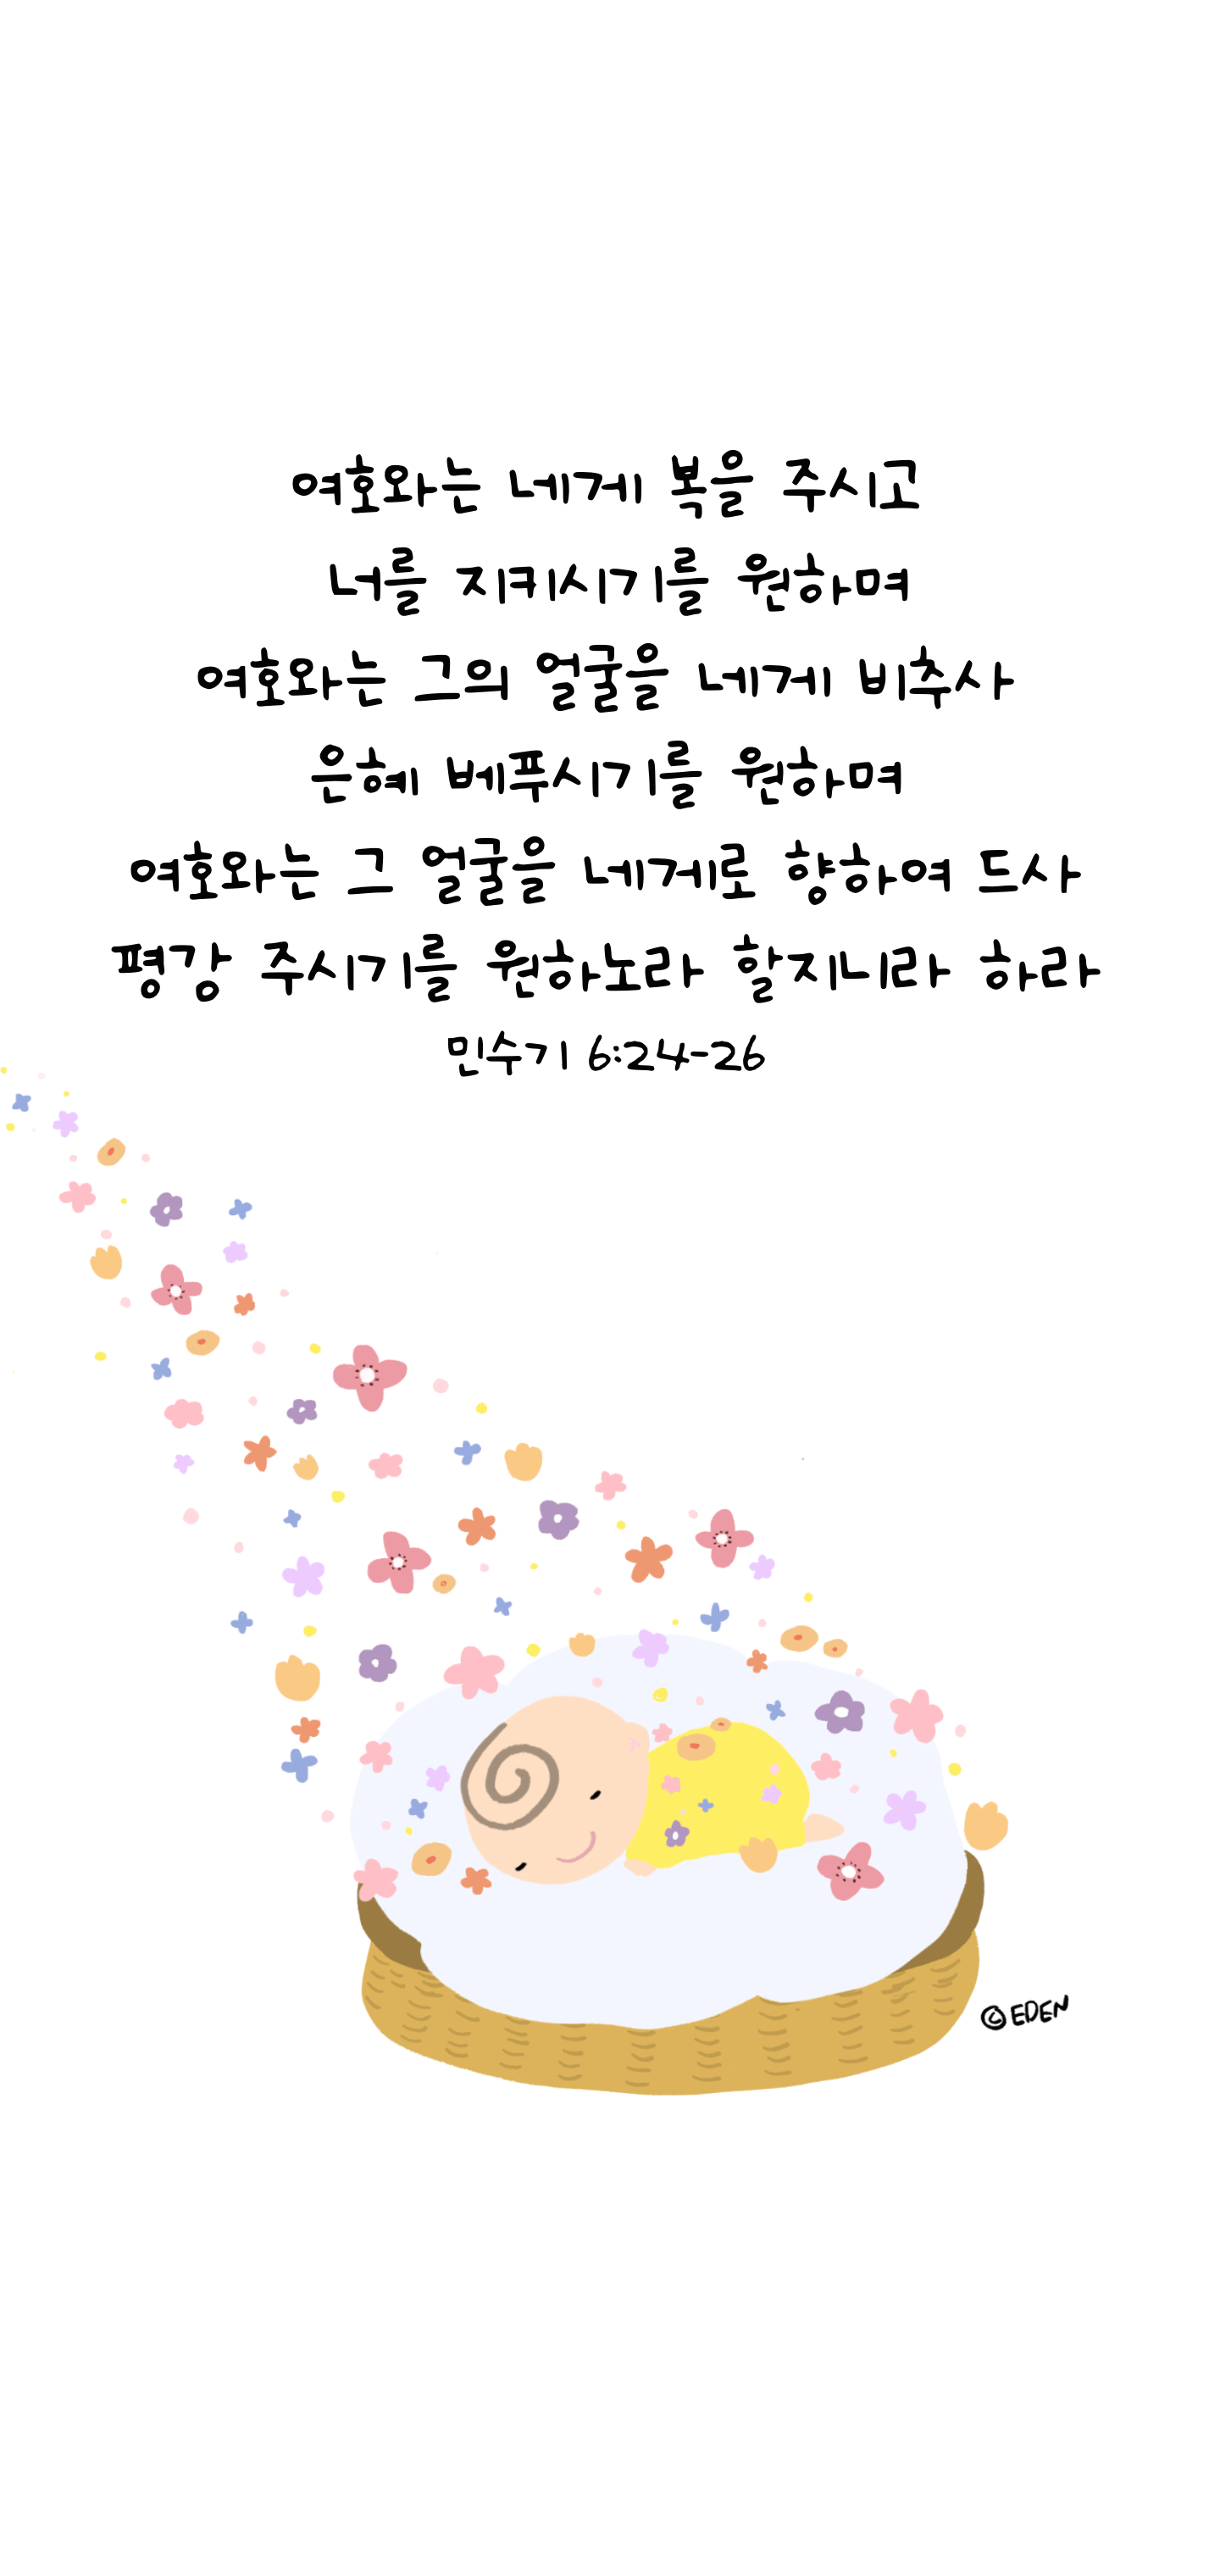 여호와는 네게 복을 주시고
너를 지키시기를 원하며
여호와는 그의 얼굴을 네게 비추사
은혜 베푸시기를 원하며
여호와는 그 얼굴을 네게로 향하여 드사
평강 주시기를 원하노라 할지니라 하라
민수기 6:24-26
©EDEN